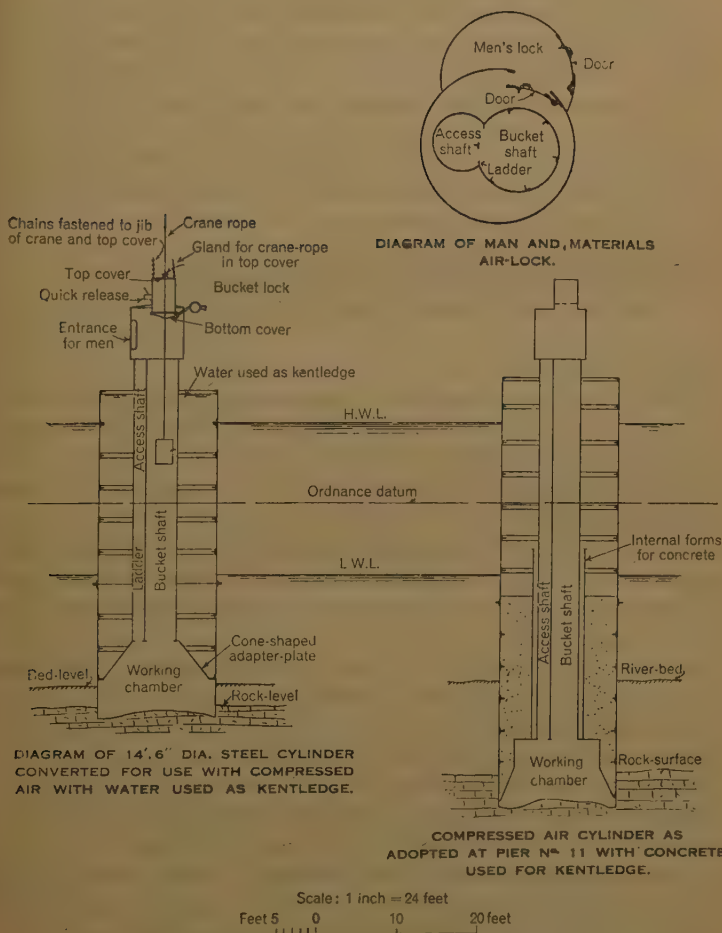 Men's lock
Door
Door
Access
shaft
Bucket
shaft
Ladder
DIAGRAM OF MAN AND MATERIALS
AIR-LOCK.
Chains fastened to jib
of crane and top cover
Crane rope
Gland for crane-rope
in top cover
Top cover
Bucket lock
Quick release
Entrance
for men
Bottom cover
Water used as kentledge
Access shaft
H.W.L.
Ordnance datum
Ladder
Bucket shaft
L.W.L.
Cone-shaped
adapter-plate
Bed-level
Working
chamber
Rock-level
DIAGRAM OF 14'.6" DIA. STEEL CYLINDER
CONVERTED FOR USE WITH COMPRESSED
AIR WITH WATER USED AS KENTLEDGE.
Internal forms
for concrete
Access shaft
Bucket shaft
River-bed
Working
chamber
Rock-surface
COMPRESSED AIR CYLINDER AS
ADOPTED AT PIER No 11 WITH CONCRETE
USED FOR KENTLEDGE.
Scale: 1 inch = 24 feet
Feet 5 0 10 20 feet